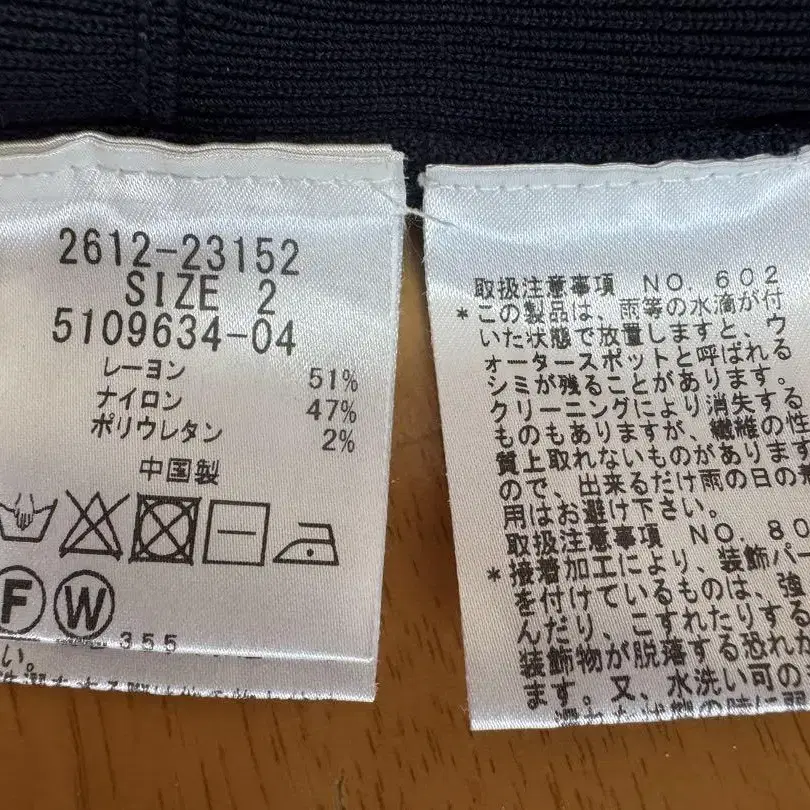 2612-23152
SIZE 2
5109634-04
レーヨン 51%
ナイロン 47%
ポリウレタン 2%
中国製
F W
355
い。
取扱注意事項 NO. 602
*この製品は、雨等の水滴が付
いた状態で放置しますと、ウ
ォータースポットと呼ばれる
シミが残ることがあります。
クリーニングにより消失する
ものもありますが、繊維の性
質上取れないものがあります
ので、出来るだけ雨の日の着
用はお避け下さい。
取扱注意事項 NO. 80
*接着加工により、装飾パー
を付けているものは、強
んだり、こすれたりする
装飾物が脱落する恐れが
ます。又、水洗い可の